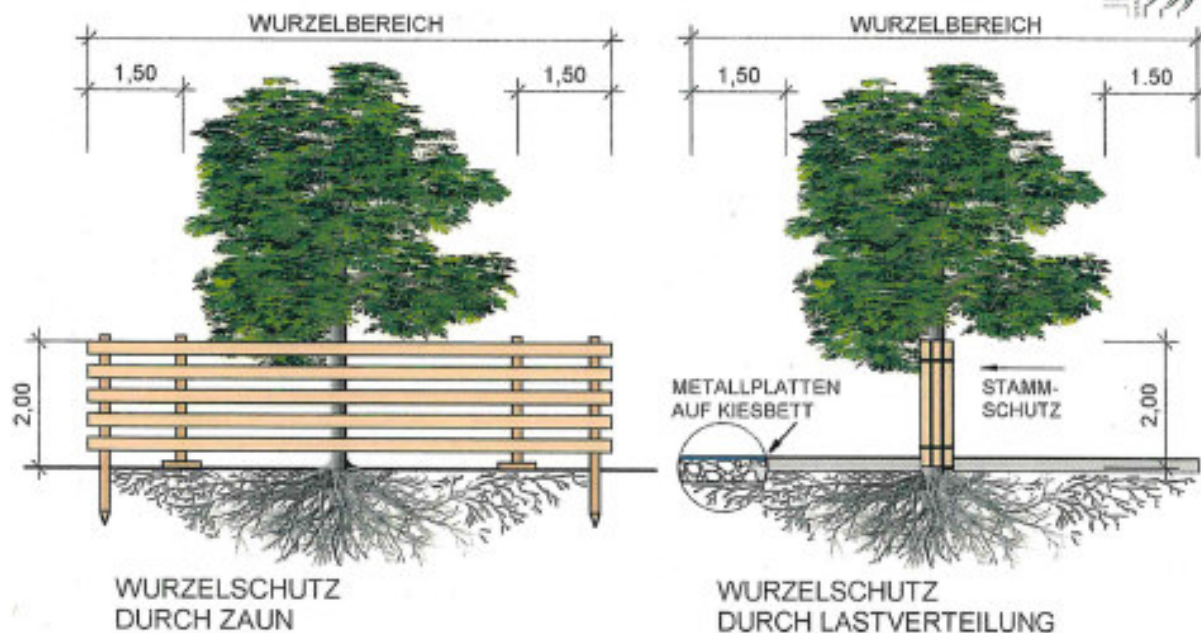 WURZELBEREICH
1,50
1,50
2,00
WURZELSCHUTZ
DURCH ZAUN
WURZELBEREICH
1,50
1.50
METALLPLATTEN
AUF KIESBETT
STAMM-
SCHUTZ
2,00
WURZELSCHUTZ
DURCH LASTVERTEILUNG